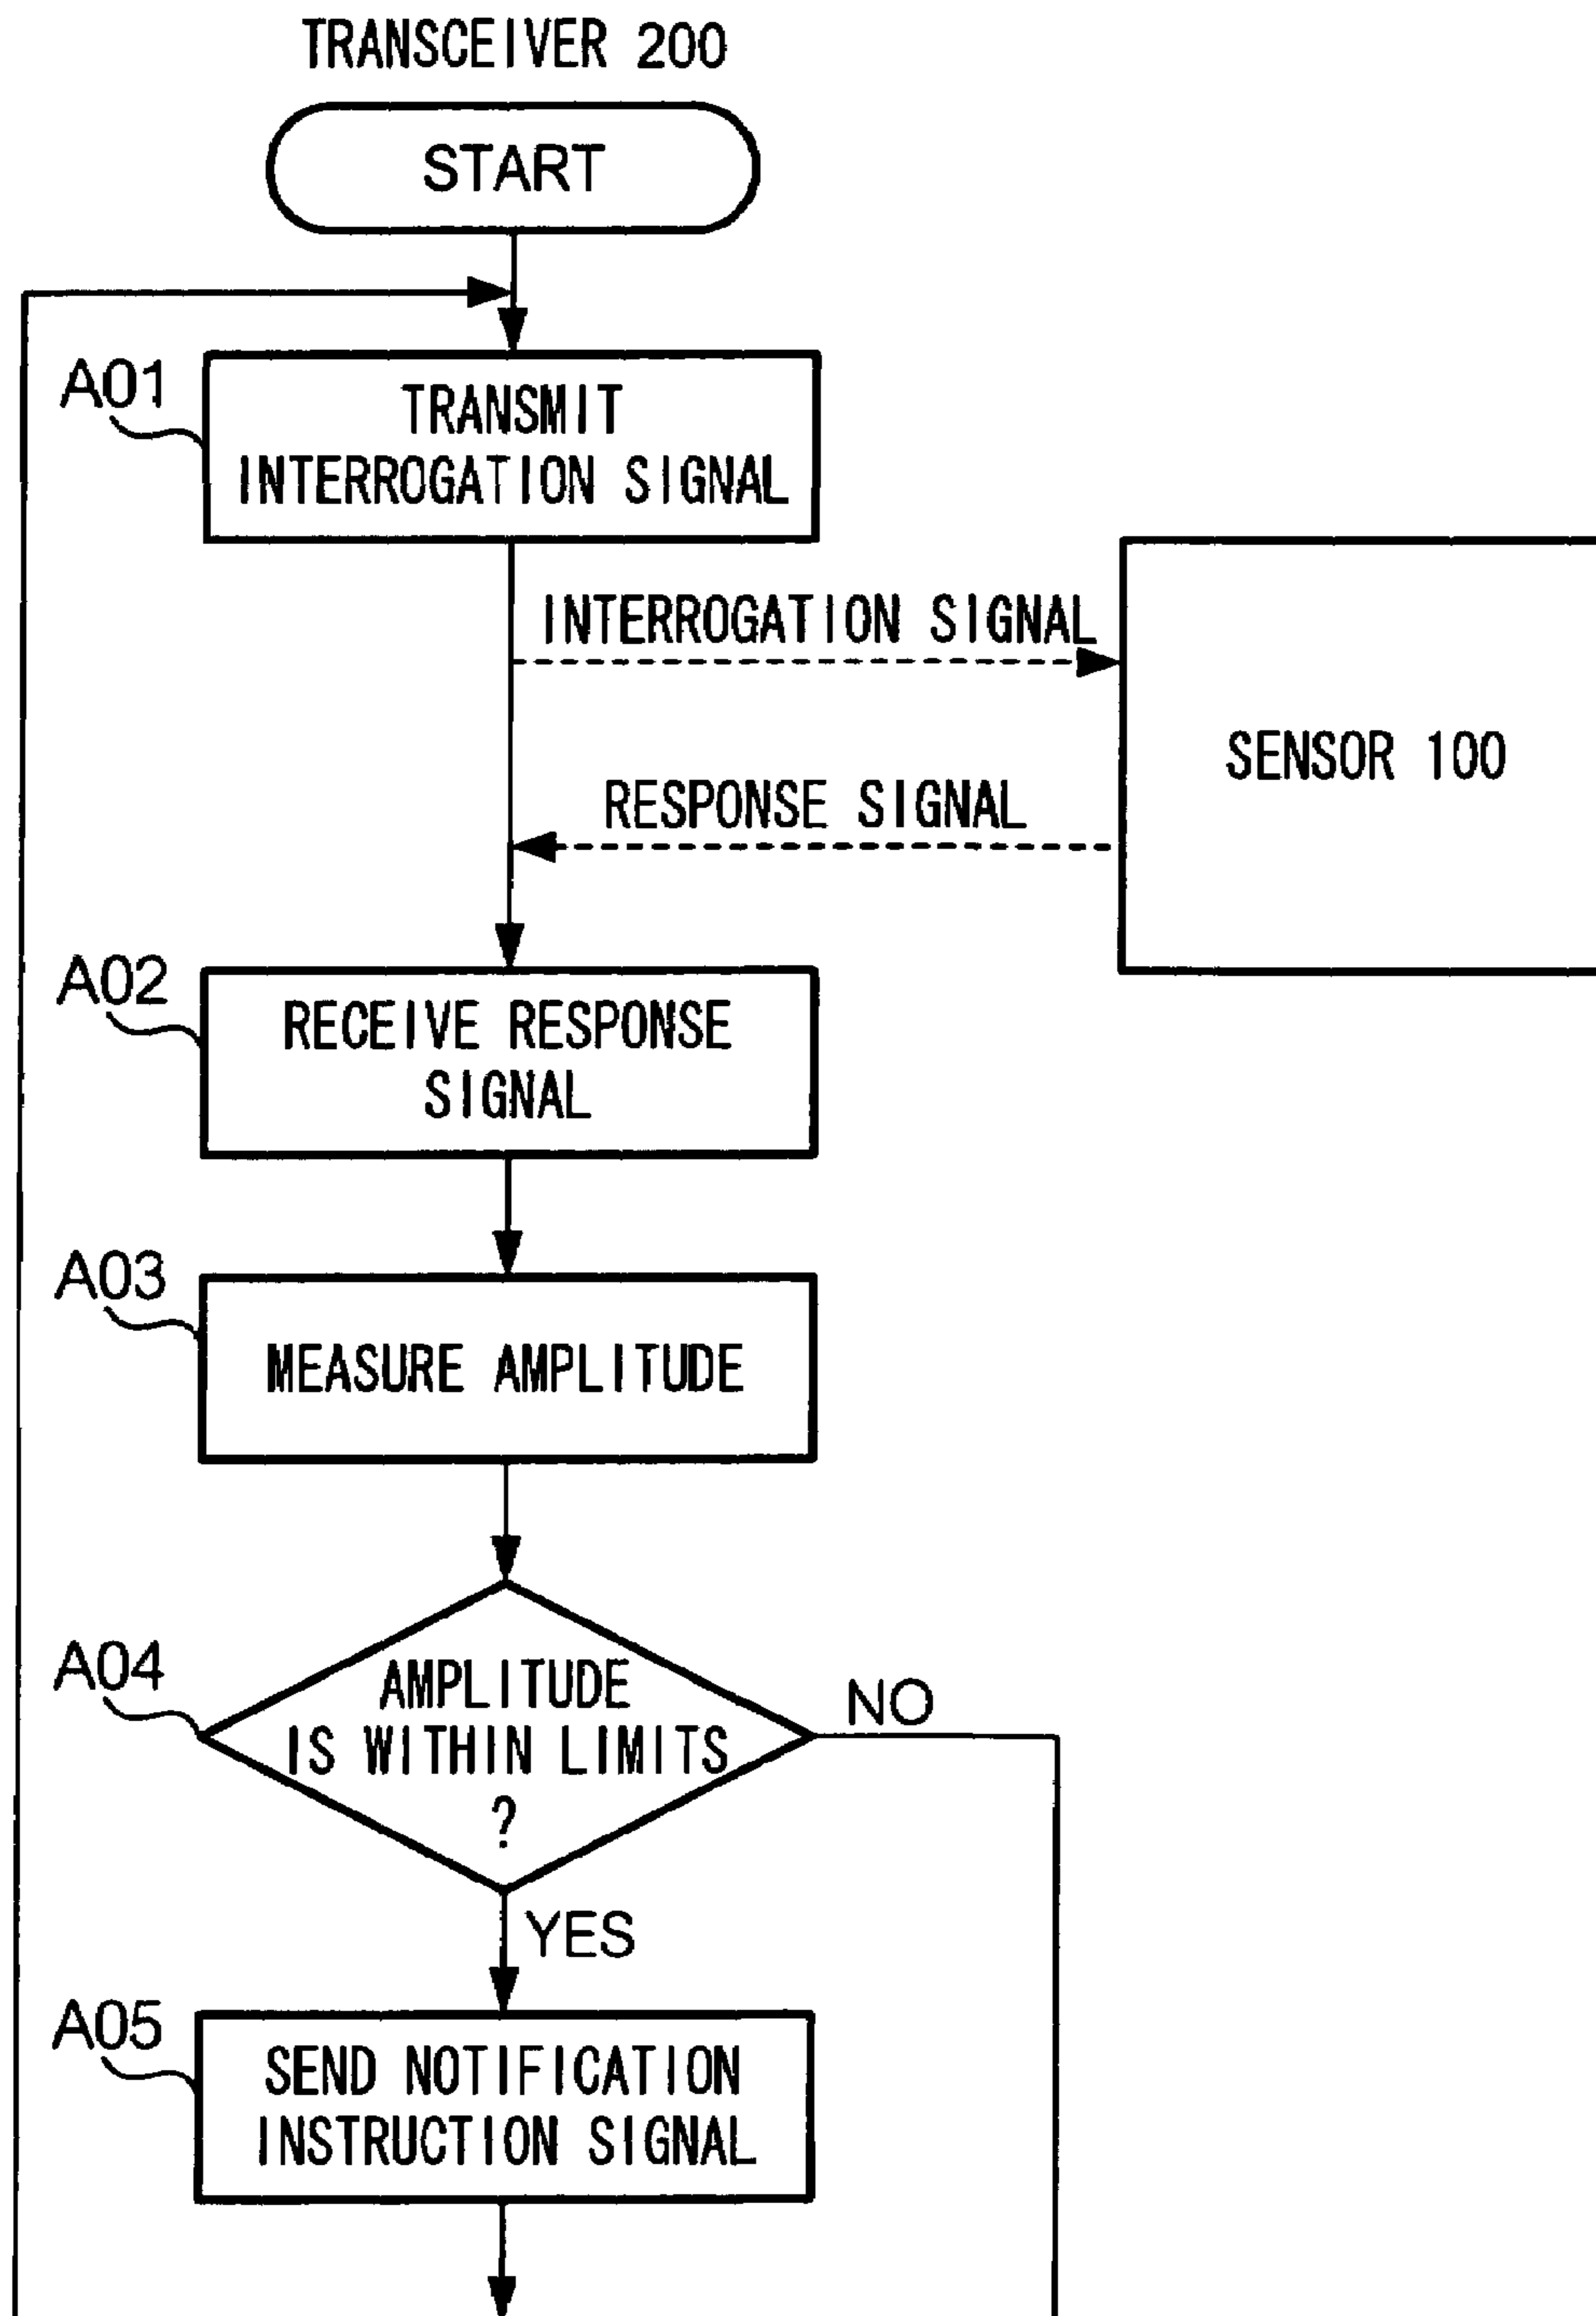 TRANSCEIVER 200
START
A01
TRANSMIT
INTERROGATION SIGNAL
INTERROGATION SIGNAL
SENSOR 100
RESPONSE SIGNAL
A02
RECEIVE RESPONSE
SIGNAL
A03
MEASURE AMPLITUDE
A04
AMPLITUDE
IS WITHIN LIMITS
?
NO
YES
A05
SEND NOTIFICATION
INSTRUCTION SIGNAL